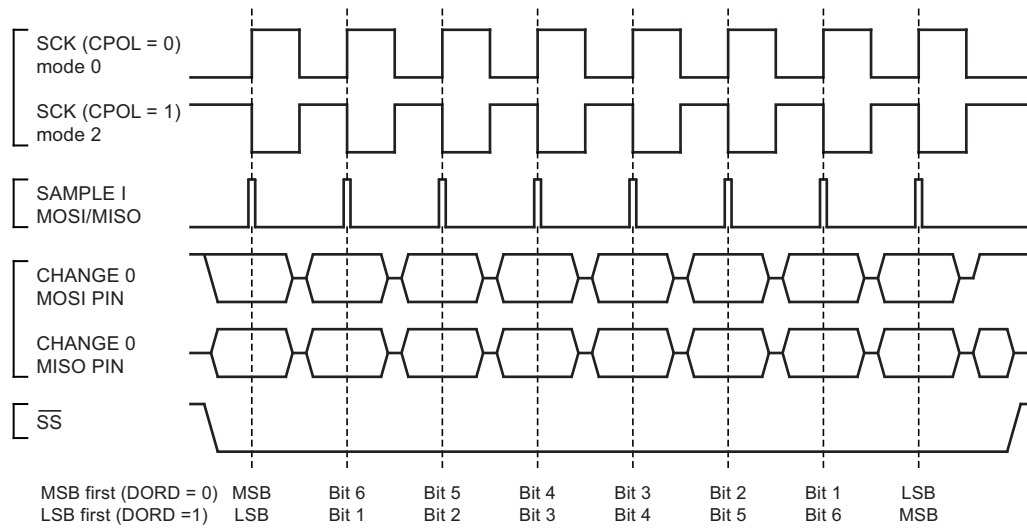 SCK (CPOL = 0)
mode 0
SCK (CPOL = 1)
mode 2
SAMPLE I
MOSI/MISO
CHANGE 0
MOSI PIN
CHANGE 0
MISO PIN
SS
MSB first (DORD = 0) MSB Bit 6 Bit 5 Bit 4 Bit 3 Bit 2 Bit 1 LSB
LSB first (DORD =1) LSB Bit 1 Bit 2 Bit 3 Bit 4 Bit 5 Bit 6 MSB